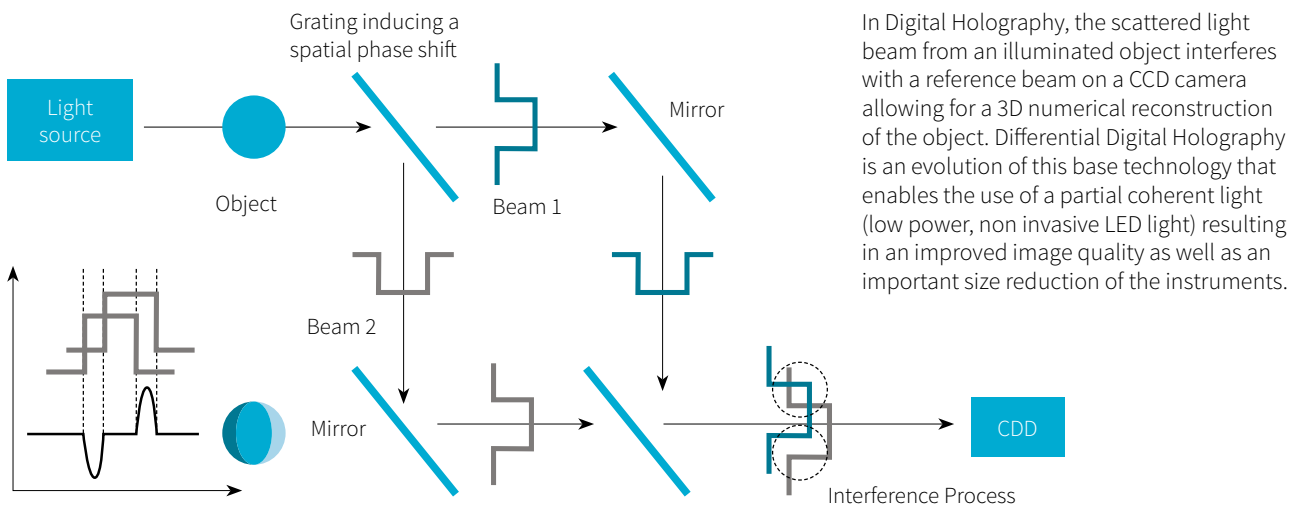 Grating inducing a
spatial phase shift
Light
source
Object
Beam 1
Mirror
Beam 2
Mirror
CDD
Interference Process
In Digital Holography, the scattered light
beam from an illuminated object interferes
with a reference beam on a CCD camera
allowing for a 3D numerical reconstruction
of the object. Differential Digital Holography
is an evolution of this base technology that
enables the use of a partial coherent light
(low power, non invasive LED light) resulting
in an improved image quality as well as an
important size reduction of the instruments.